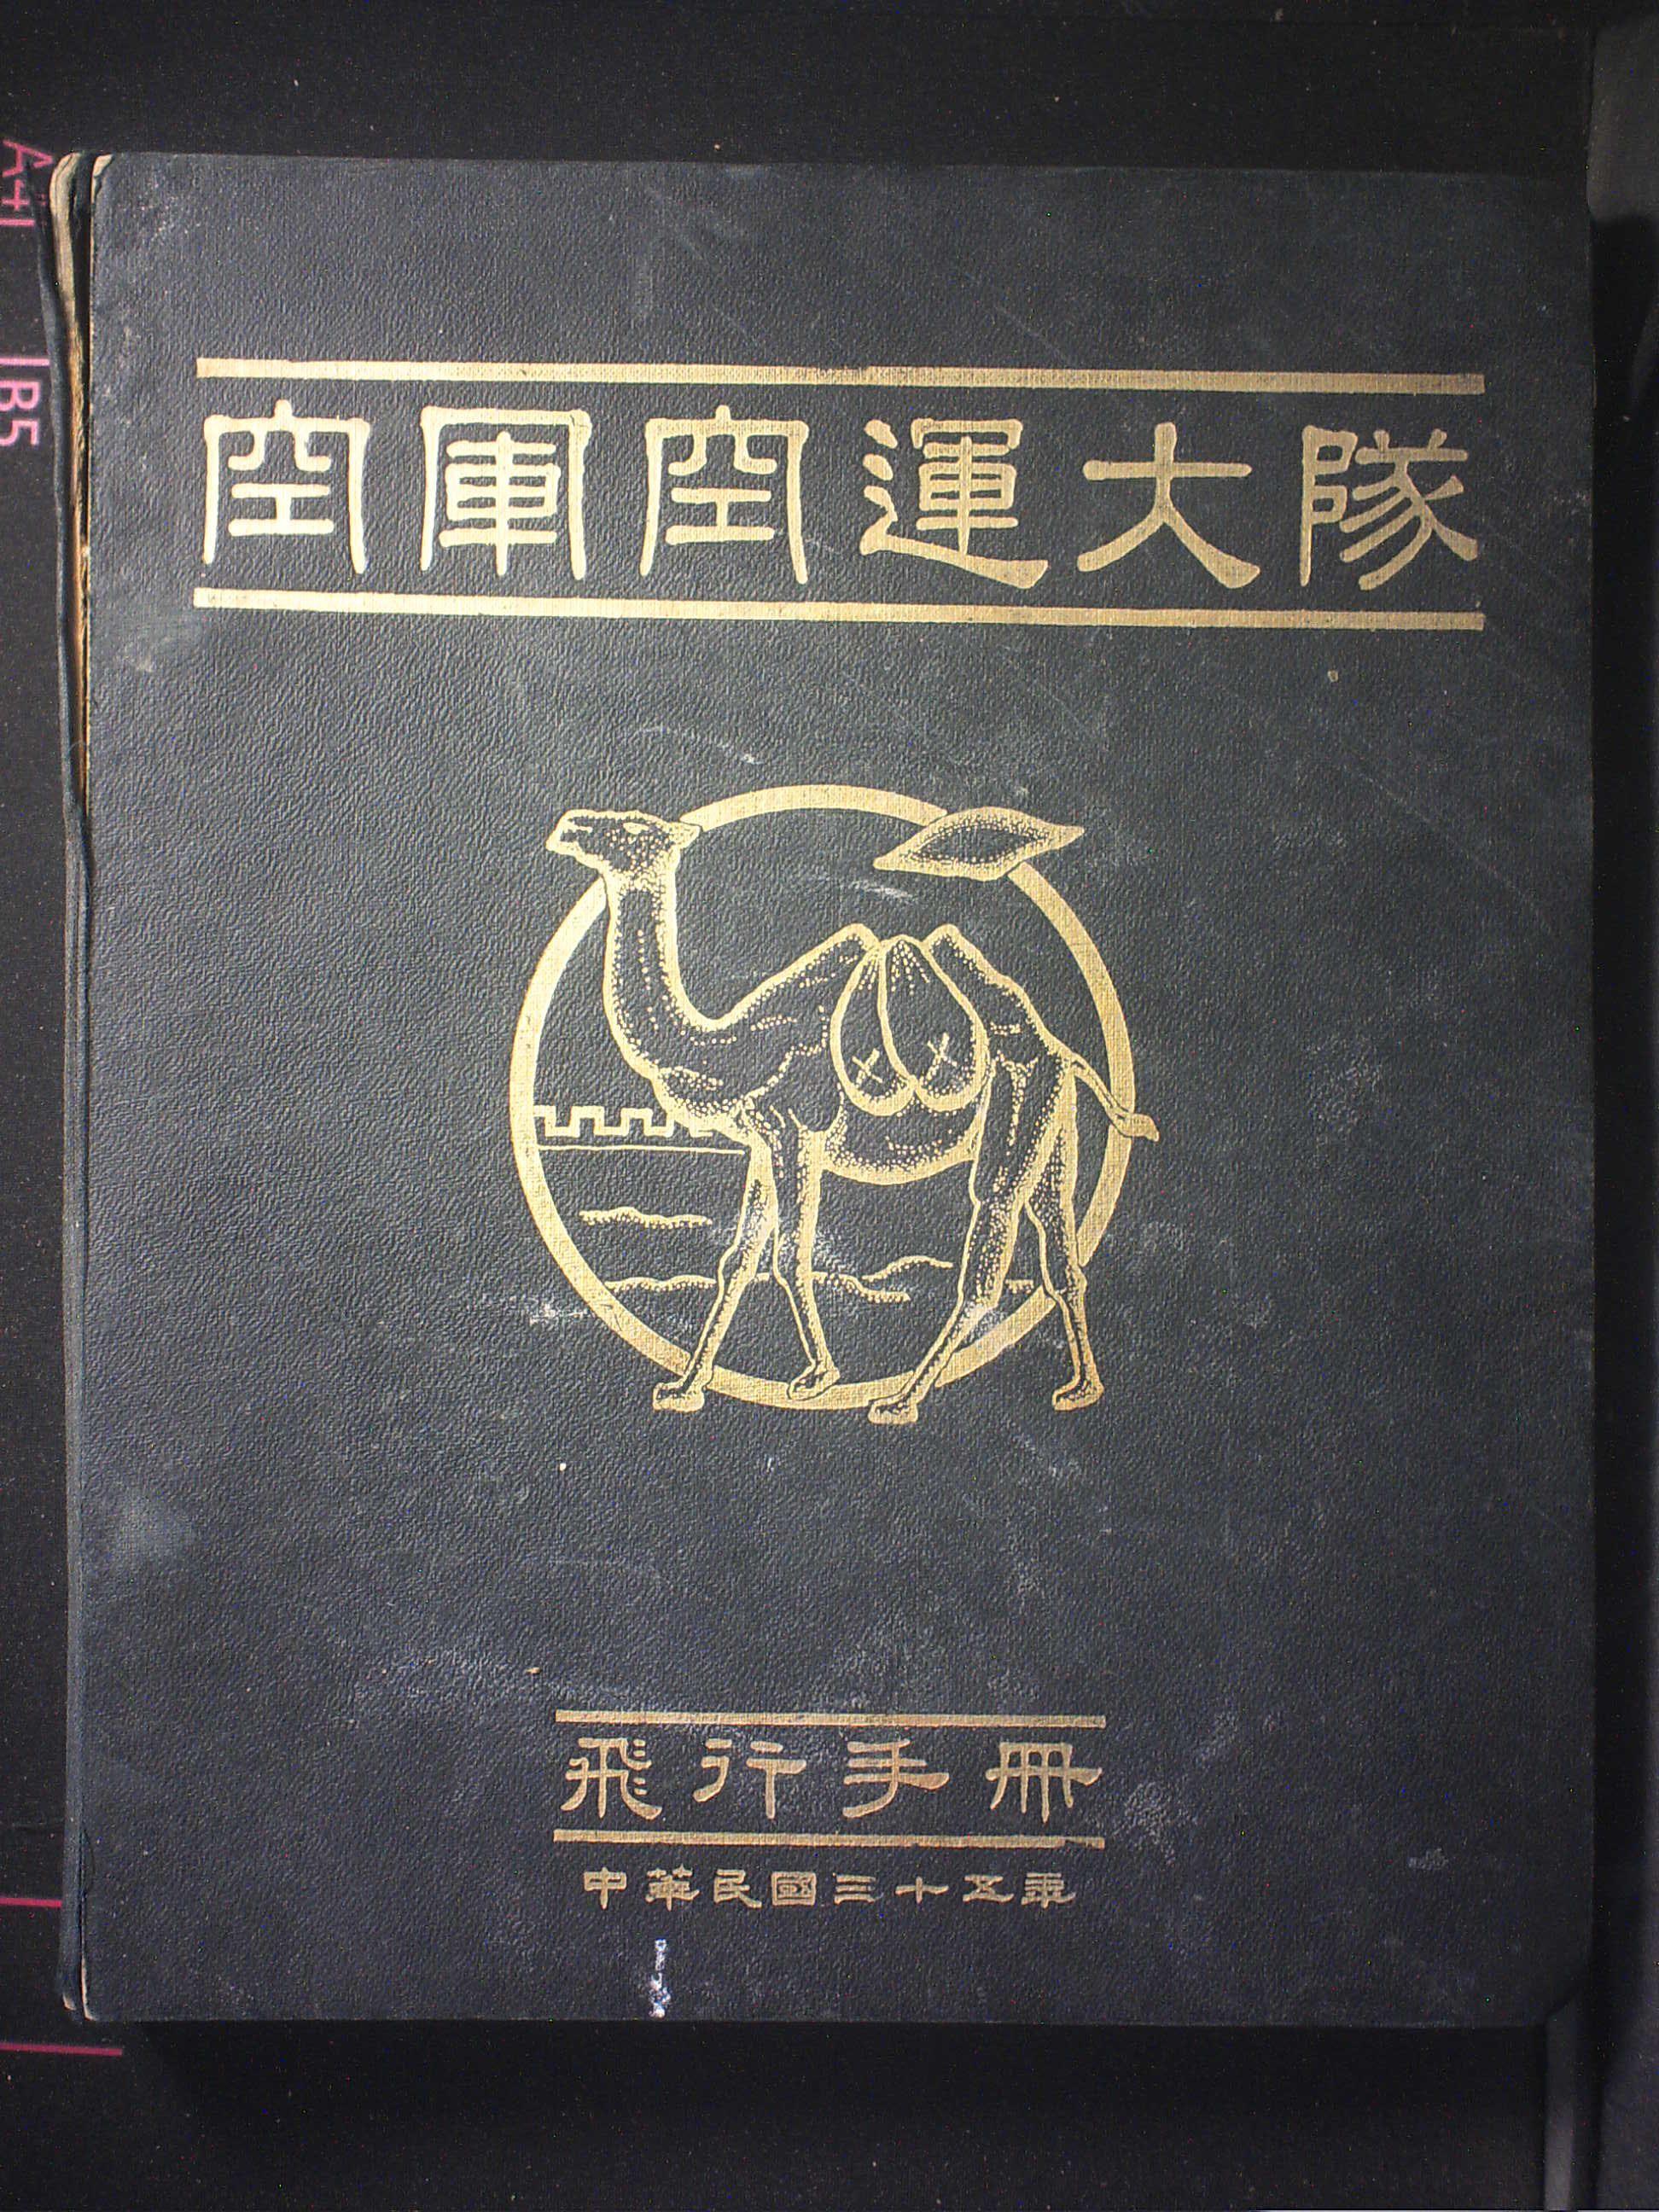 空軍空運大隊
飛行手冊
中華民國三十五年
A4
B5